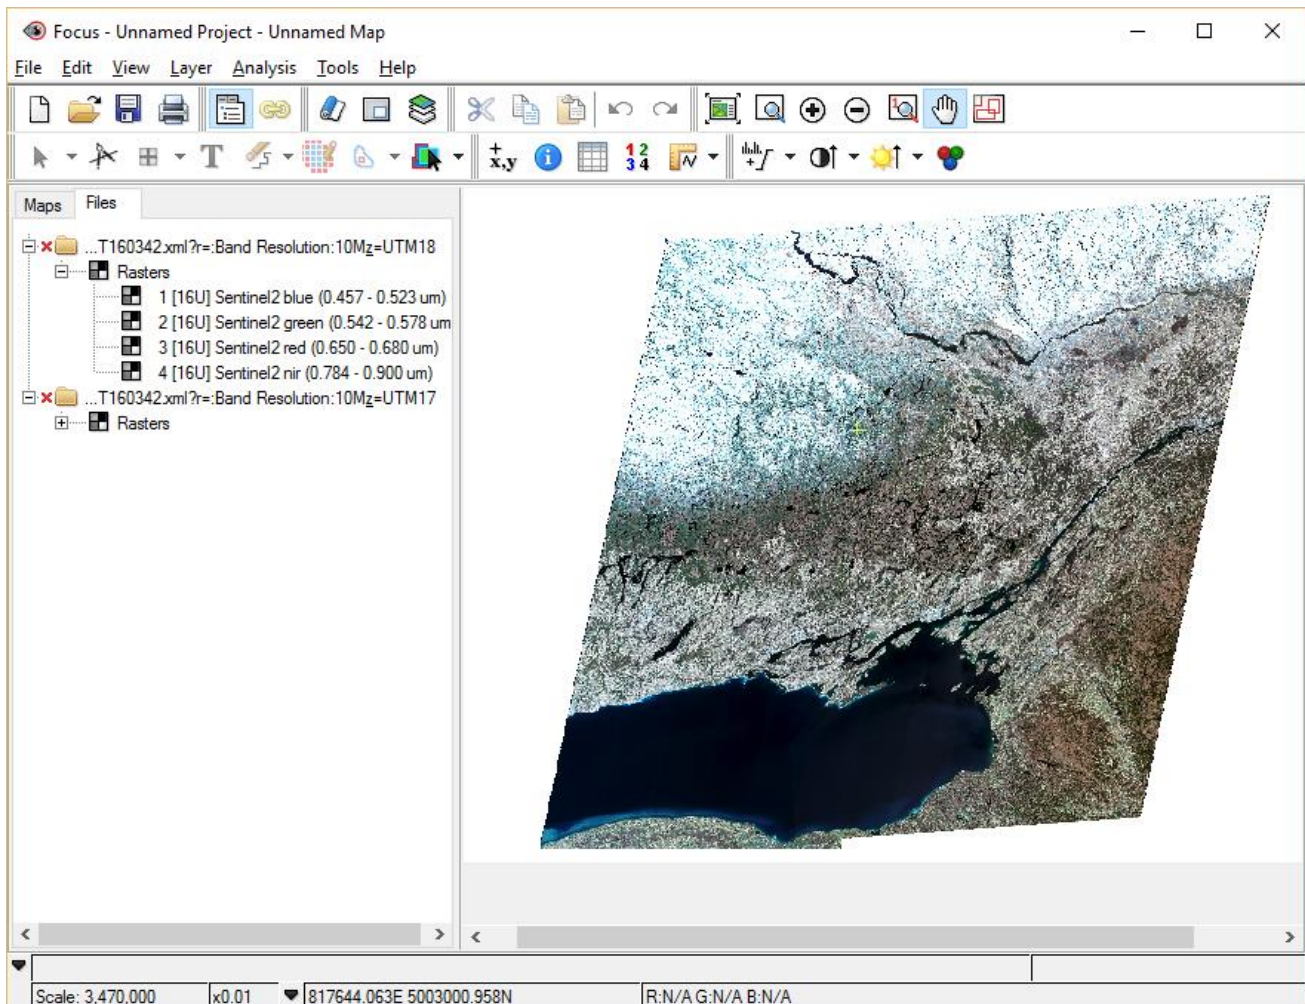 Focus - Unnamed Project - Unnamed Map
File Edit View Layer Analysis Tools Help
T
1
+ x,y i 1 2 3 4
Maps Files
...T160342.xml?r=:Band Resolution:10Mz=UTM18
Rasters
1 [16U] Sentinel2 blue (0.457 - 0.523 um)
2 [16U] Sentinel2 green (0.542 - 0.578 um
3 [16U] Sentinel2 red (0.650 - 0.680 um)
4 [16U] Sentinel2 nir (0.784 - 0.900 um)
...T160342.xml?r=:Band Resolution:10Mz=UTM17
Rasters
Scale: 3,470,000 x0.01 817644.063E 5003000.958N R:N/A G:N/A B:N/A